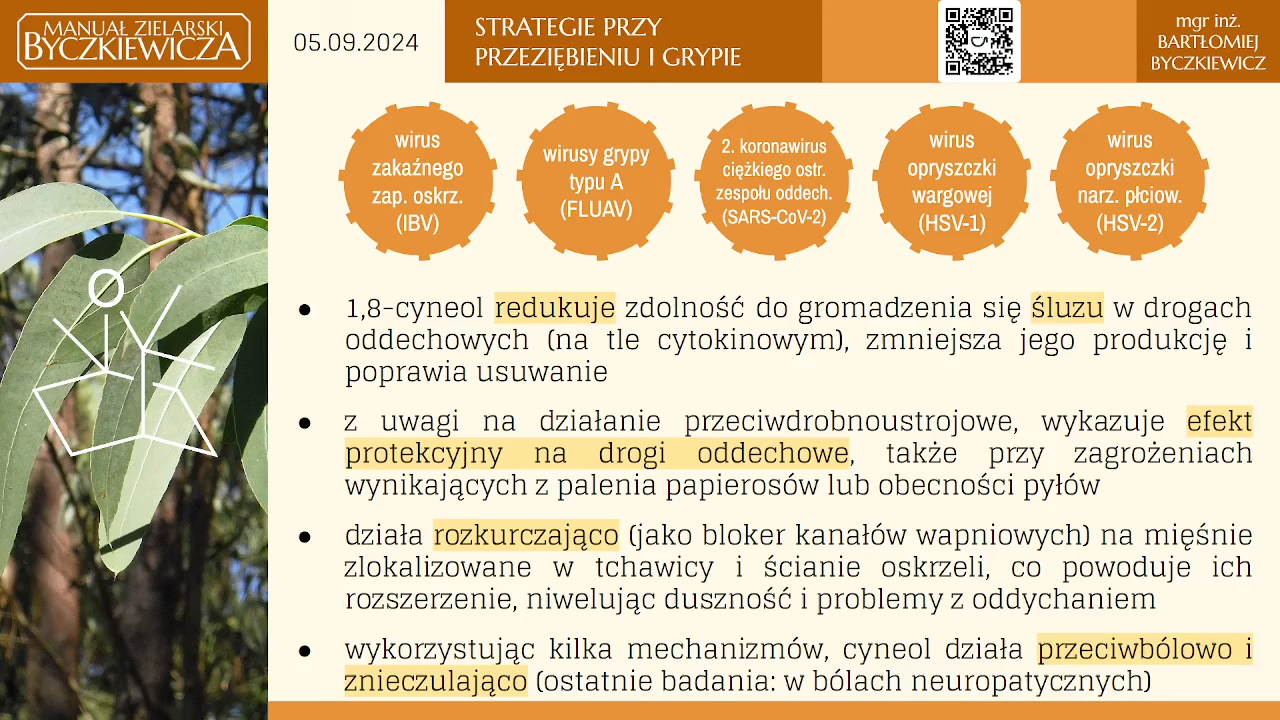 MANUAŁ ZIELARSKI
BYCZKIEWICZA
05.09.2024
STRATEGIE PRZY
PRZEZIĘBIENIU I GRYPIE
mgr inż.
BARTŁOMIEJ
BYCZKIEWICZ
wirus
zakaźnego
zap. oskrz.
(IBV)
wirusy grypy
typu A
(FLUAV)
2. koronawirus
ciężkiego ostr.
zespołu oddech.
(SARS-CoV-2)
wirus
opryszczki
wargowej
(HSV-1)
wirus
opryszczki
narz. płciow.
(HSV-2)
O
● 1,8-cyneol redukuje zdolność do gromadzenia się śluzu w drogach
oddechowych (na tle cytokinowym), zmniejsza jego produkcję i
poprawia usuwanie
● z uwagi na działanie przeciwdrobnoustrojowe, wykazuje efekt
protekcyjny na drogi oddechowe, także przy zagrożeniach
wynikających z palenia papierosów lub obecności pyłów
● działa rozkurczająco (jako bloker kanałów wapniowych) na mięśnie
zlokalizowane w tchawicy i ścianie oskrzeli, co powoduje ich
rozszerzenie, niwelując duszność i problemy z oddychaniem
● wykorzystując kilka mechanizmów, cyneol działa przeciwbólowo i
znieczulająco (ostatnie badania: w bólach neuropatycznych)